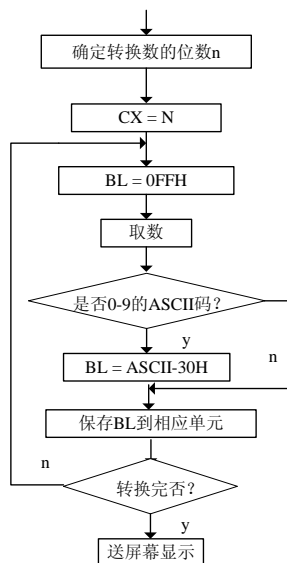 确定转换数的位数n
CX = N
BL = 0FFH
取数
是否0-9的ASCII码?
y
n
BL = ASCII-30H
保存BL到相应单元
n
转换完否?
y
送屏幕显示